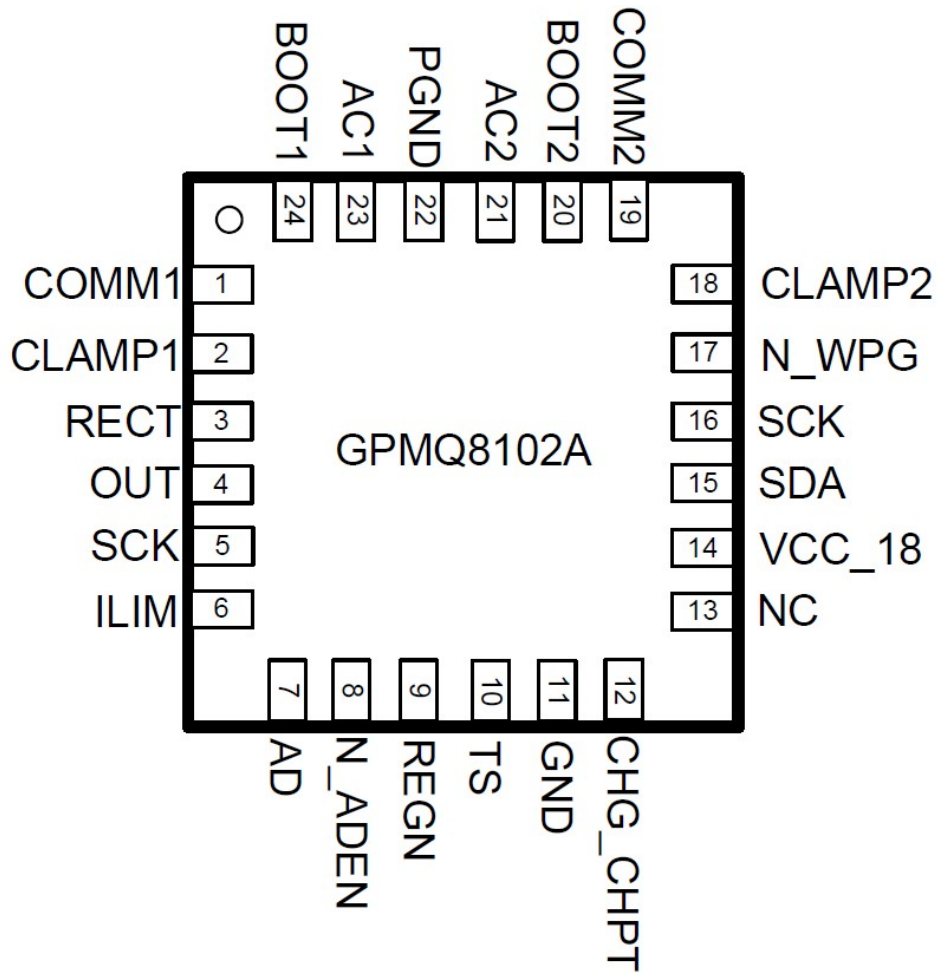 BOOT1 AC1 PGND AC2 BOOT2 COMM2
24 23 22 21 20 19
COMM1 1 18 CLAMP2
CLAMP1 2 17 N_WPG
RECT 3 16 SCK
GPMQ8102A
OUT 4 15 SDA
SCK 5 14 VCC_18
ILIM 6 13 NC
7 8 9 10 11 12
AD N_ADEN REGN TS GND CHG_CHPT